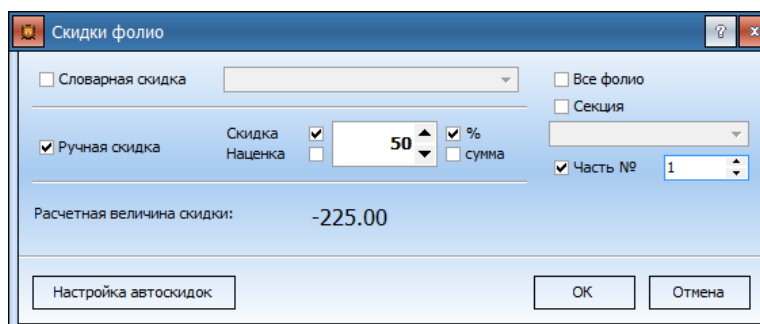 Скидки фолио
Словарная скидка
Все фолио
Секция
Ручная скидка
Скидка
Наценка
50
%
сумма
Часть №
1
Расчетная величина скидки:
-225.00
Настройка автоскидок
OK
Отмена